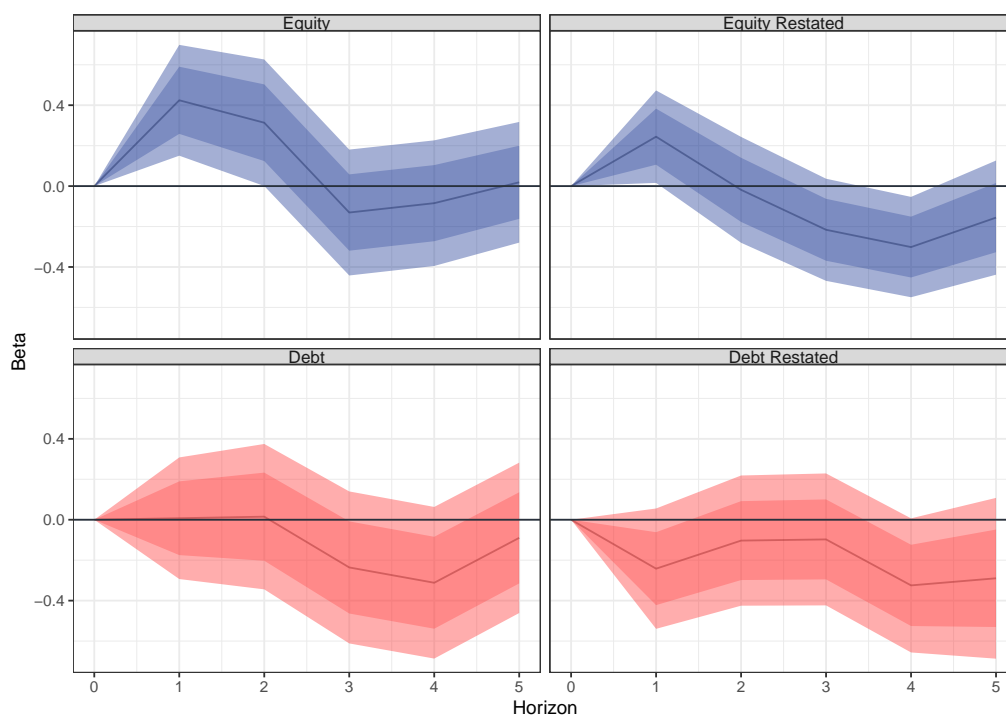 Equity
Equity Restated
0.4
0.0
−0.4
Beta
Debt
Debt Restated
0.4
0.0
−0.4
0 1 2 3 4 5 0 1 2 3 4 5
Horizon